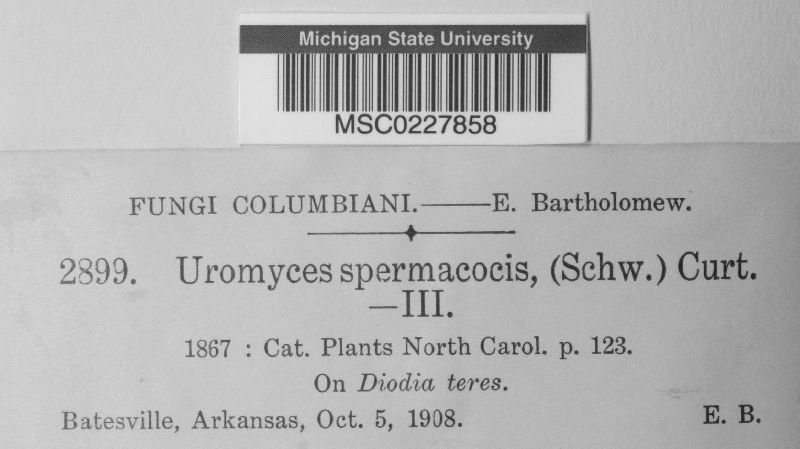 Michigan State University
MSC0227858
FUNGI COLUMBIANI.——E. Bartholomew.
2899. Uromyces spermacocis, (Schw.) Curt.
—III.
1867 : Cat. Plants North Carol. p. 123.
On Diodia teres.
Batesville, Arkansas, Oct. 5, 1908. E. B.